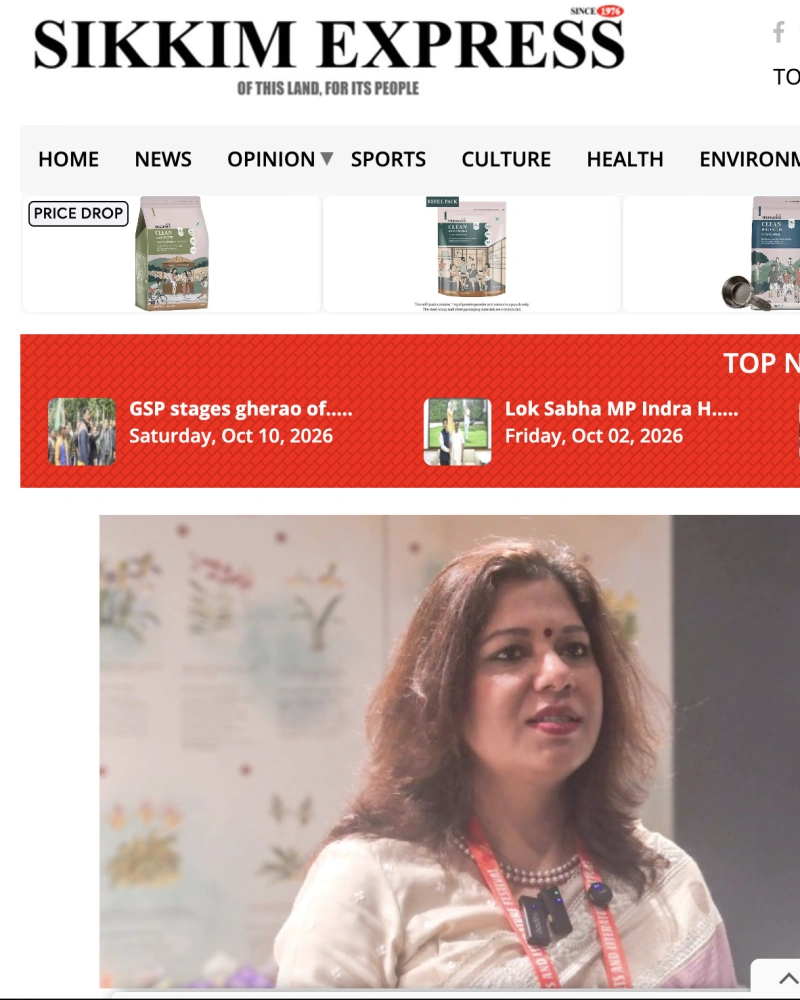 SINCE 1976
SIKKIM EXPRESS
OF THIS LAND, FOR ITS PEOPLE
TO
HOME NEWS OPINION SPORTS CULTURE HEALTH ENVIRONM
PRICE DROP
CLEAN
REFILL PACK
CLEAN
CLEAN
TOP N
GSP stages gherao of.....
Saturday, Oct 10, 2026
Lok Sabha MP Indra H.....
Friday, Oct 02, 2026